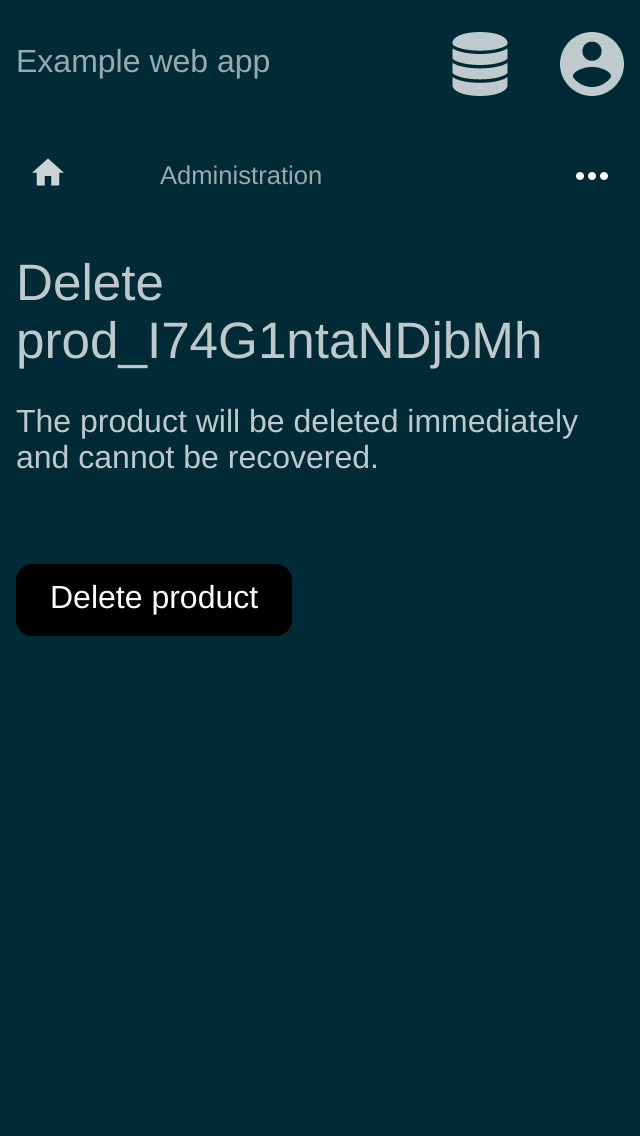 Example web app
Administration
Delete
prod_I74G1ntaNDjbMh
The product will be deleted immediately
and cannot be recovered.
Delete product